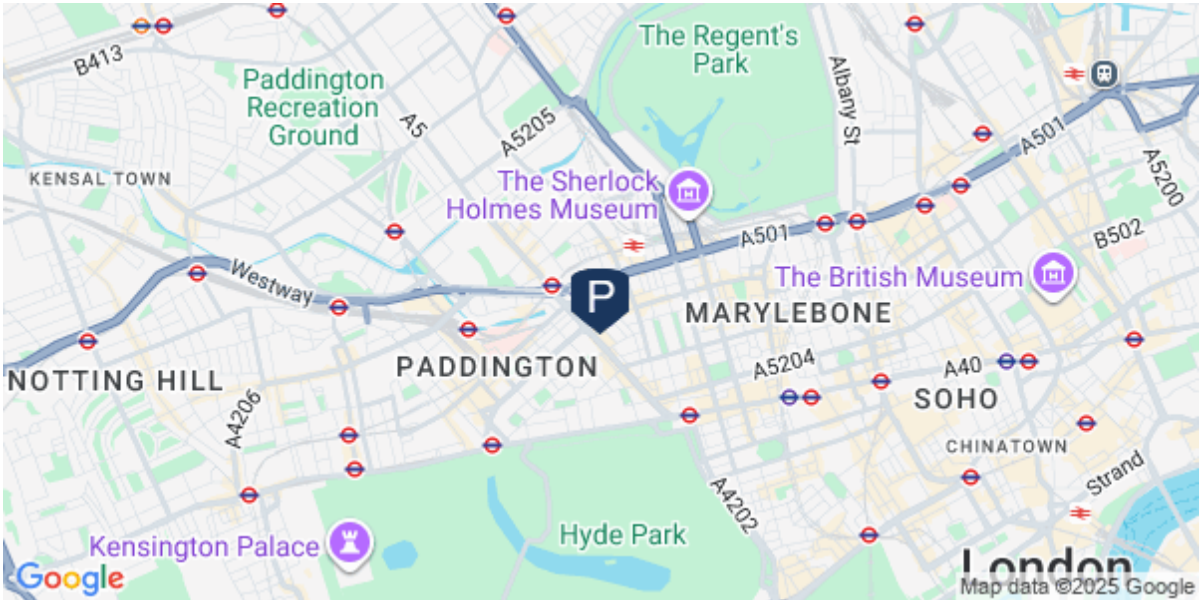 B413
Paddington
Recreation
Ground
The Regent's
Park
Albany St
A5
A5205
A501
A5200
KENSAL TOWN
The Sherlock
Holmes Museum
A501
B502
Westway
The British Museum
P
MARYLEBONE
PADDINGTON
A5204
A40
NOTTING HILL
SOHO
A4206
CHINATOWN
Strand
A4202
Hyde Park
Kensington Palace
London
Google
Map data ©2025 Google